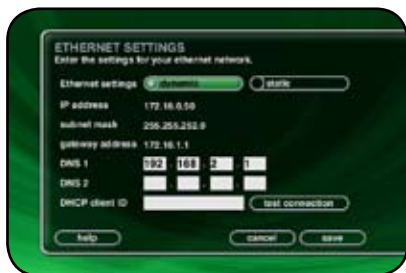 ETHERNET SETTINGS
Enter the settings for your ethernet network.
Ethernet settings dynamic static
IP address 172.16.0.50
subnet mask 255.255.252.0
gateway address 172.16.1.1
DNS 1 192 . 168 . 2 . 1
DNS 2 . . .
DHCP client ID test connection
help cancel save